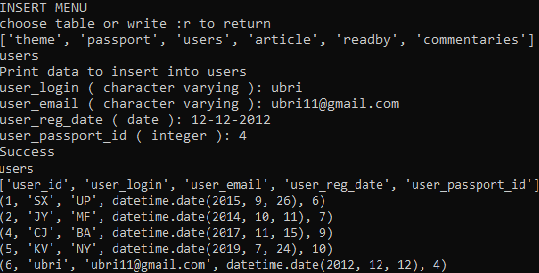 INSERT MENU
choose table or write :r to return
['theme', 'passport', 'users', 'article', 'readby', 'commentaries']
users
Print data to insert into users
user_login ( character varying ): ubri
user_email ( character varying ): ubri11@gmail.com
user_reg_date ( date ): 12-12-2012
user_passport_id ( integer ): 4
Success
users
['user_id', 'user_login', 'user_email', 'user_reg_date', 'user_passport_id']
(1, 'SX', 'UP', datetime.date(2015, 9, 26), 6)
(2, 'JY', 'MF', datetime.date(2014, 10, 11), 7)
(4, 'CJ', 'BA', datetime.date(2017, 11, 15), 9)
(5, 'KV', 'NY', datetime.date(2019, 7, 24), 10)
(6, 'ubri', 'ubri11@gmail.com', datetime.date(2012, 12, 12), 4)